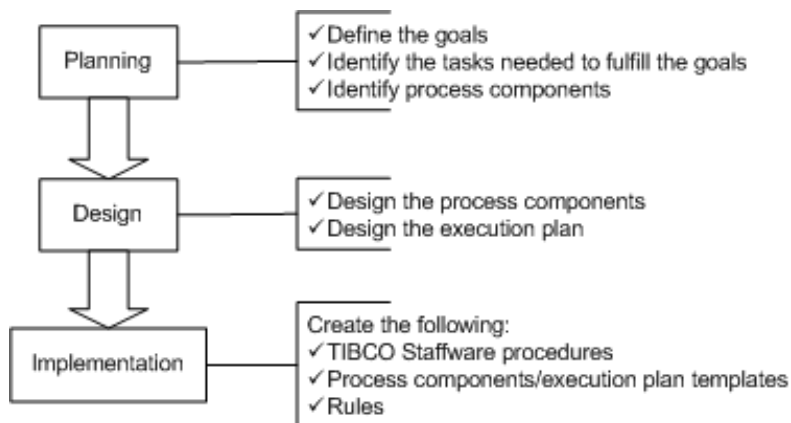 Planning
✓Define the goals
✓Identify the tasks needed to fulfill the goals
✓Identify process components
Design
✓Design the process components
✓Design the execution plan
Implementation
Create the following:
✓TIBCO Staffware procedures
✓Process components/execution plan templates
✓Rules